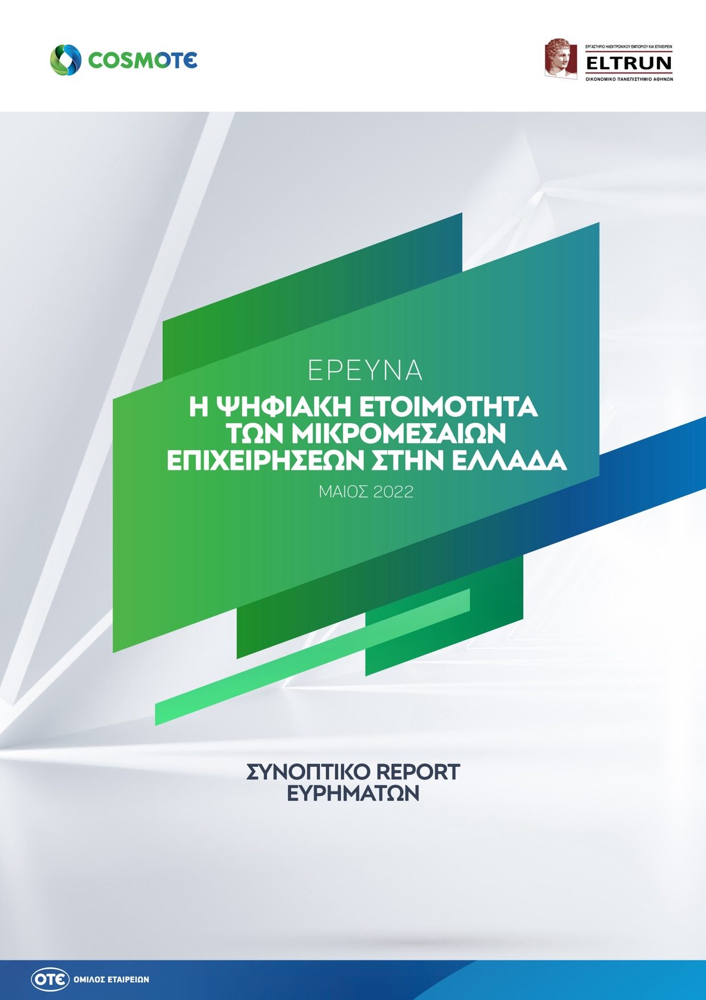 COSMOTE
ΕΡΓΑΣΤΗΡΙΟ ΗΛΕΚΤΡΟΝΙΚΟΥ ΕΜΠΟΡΙΟΥ ΚΑΙ ΕΠΙΧΕΙΡΕΙΝ
ELTRUN
ΟΙΚΟΝΟΜΙΚΟ ΠΑΝΕΠΙΣΤΗΜΙΟ ΑΘΗΝΩΝ
ΕΡΕΥΝΑ
Η ΨΗΦΙΑΚΗ ΕΤΟΙΜΟΤΗΤΑ
ΤΩΝ ΜΙΚΡΟΜΕΣΑΙΩΝ
ΕΠΙΧΕΙΡΗΣΕΩΝ ΣΤΗΝ ΕΛΛΑΔΑ
ΜΑΙΟΣ 2022
ΣΥΝΟΠΤΙΚΟ REPORT
ΕΥΡΗΜΑΤΩΝ
ΟΤΕ ΟΜΙΛΟΣ ΕΤΑΙΡΕΙΩΝ